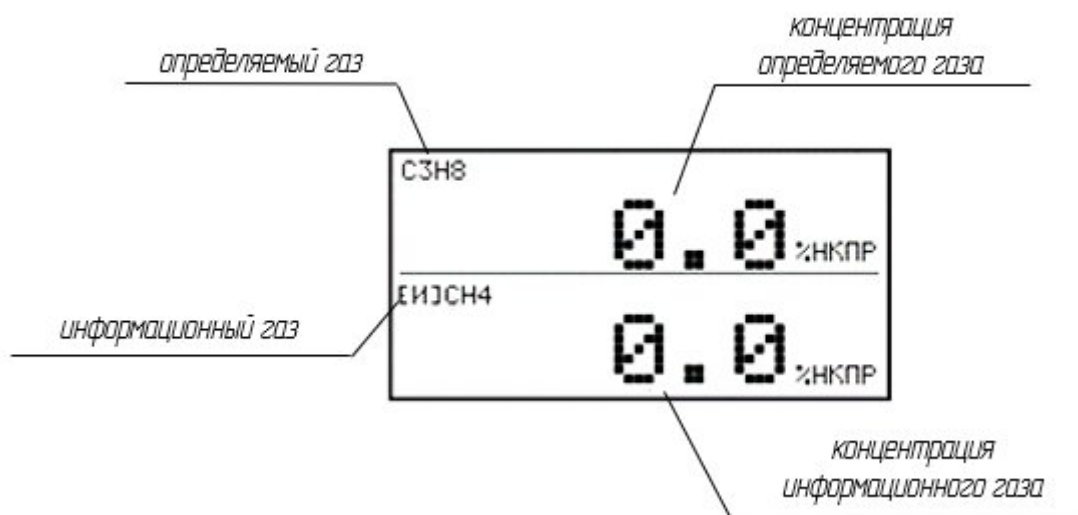 концентрация
определяемого газа
определяемый газ
C3H8
0.0 %НКПР
[И]CH4
0.0 %НКПР
информационный газ
концентрация
информационного газа